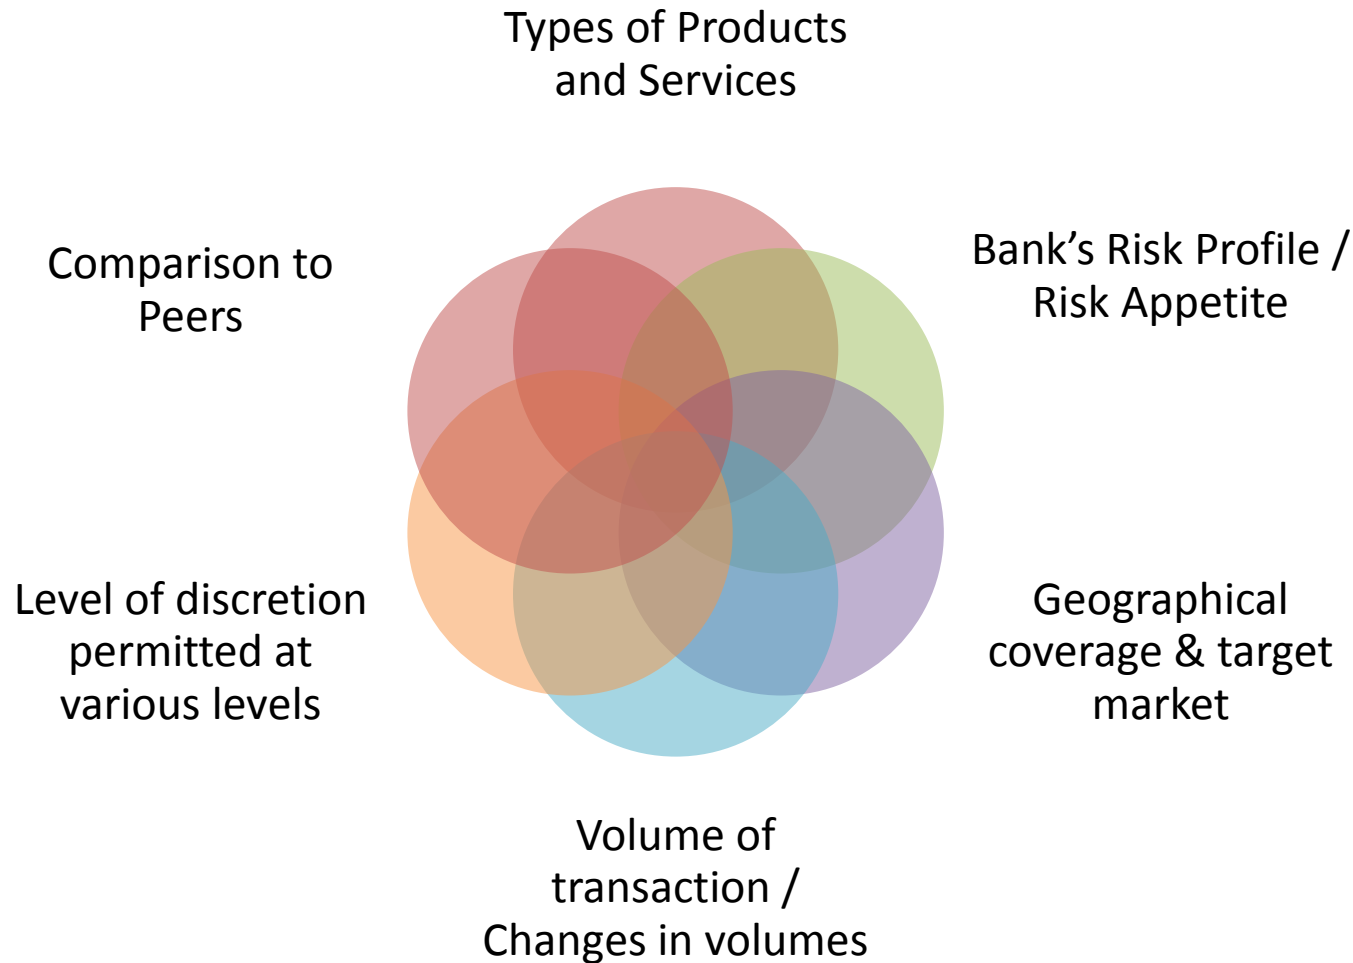 Types of Products
and Services
Comparison to
Peers
Bank’s Risk Profile /
Risk Appetite
Level of discretion
permitted at
various levels
Geographical
coverage & target
market
Volume of
transaction /
Changes in volumes